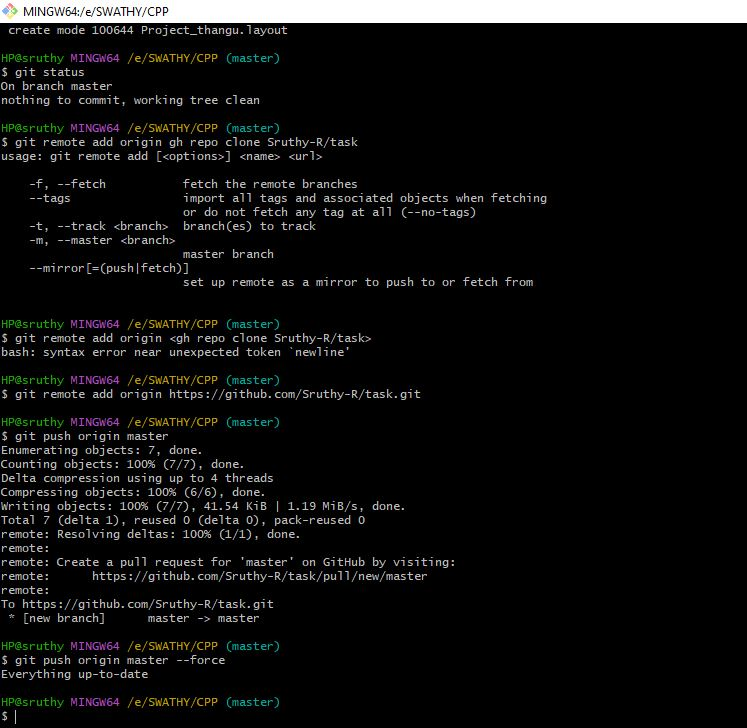 MINGW64:/e/SWATHY/CPP
create mode 100644 Project_thangu.layout
HP@sruthy MINGW64 /e/SWATHY/CPP (master)
$ git status
On branch master
nothing to commit, working tree clean
HP@sruthy MINGW64 /e/SWATHY/CPP (master)
$ git remote add origin gh repo clone Sruthy-R/task
usage: git remote add [<options>] <name> <url>
-f, --fetch fetch the remote branches
--tags import all tags and associated objects when fetching
or do not fetch any tag at all (--no-tags)
-t, --track <branch> branch(es) to track
-m, --master <branch>
master branch
--mirror[=(push|fetch)]
set up remote as a mirror to push to or fetch from
HP@sruthy MINGW64 /e/SWATHY/CPP (master)
$ git remote add origin <gh repo clone Sruthy-R/task>
bash: syntax error near unexpected token `newline'
HP@sruthy MINGW64 /e/SWATHY/CPP (master)
$ git remote add origin https://github.com/Sruthy-R/task.git
HP@sruthy MINGW64 /e/SWATHY/CPP (master)
$ git push origin master
Enumerating objects: 7, done.
Counting objects: 100% (7/7), done.
Delta compression using up to 4 threads
Compressing objects: 100% (6/6), done.
Writing objects: 100% (7/7), 41.54 KiB | 1.19 MiB/s, done.
Total 7 (delta 1), reused 0 (delta 0), pack-reused 0
remote: Resolving deltas: 100% (1/1), done.
remote:
remote: Create a pull request for 'master' on GitHub by visiting:
remote: https://github.com/Sruthy-R/task/pull/new/master
remote:
To https://github.com/Sruthy-R/task.git
* [new branch] master -> master
HP@sruthy MINGW64 /e/SWATHY/CPP (master)
$ git push origin master --force
Everything up-to-date
HP@sruthy MINGW64 /e/SWATHY/CPP (master)
$